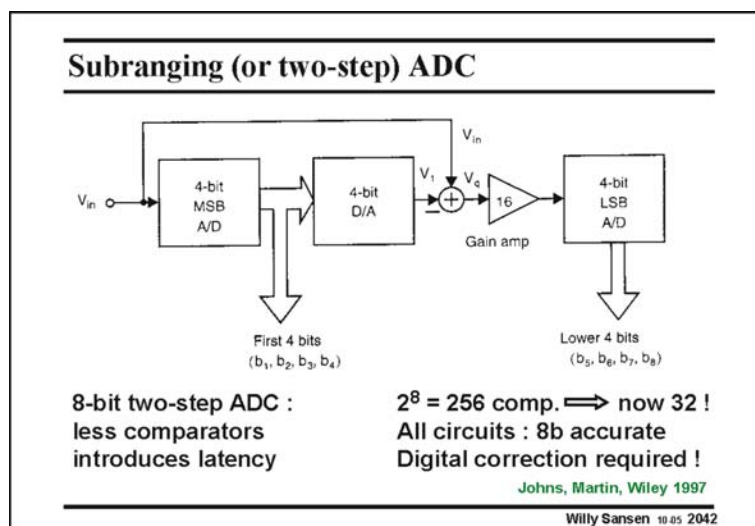 Subranging (or two-step) ADC
V_in
V_in
4-bit
MSB
A/D
4-bit
D/A
V_1
V_q
16
Gain amp
4-bit
LSB
A/D
First 4 bits
(b_1, b_2, b_3, b_4)
Lower 4 bits
(b_5, b_6, b_7, b_8)
8-bit two-step ADC :
less comparators
introduces latency
2^8 = 256 comp. ⟹ now 32 !
All circuits : 8b accurate
Digital correction required !
Johns, Martin, Wiley 1997
Willy Sansen 10-05 2042